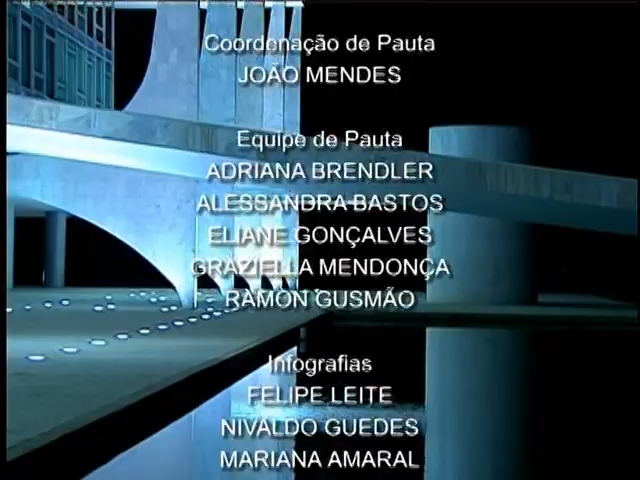 Coordenação de Pauta
JOÃO MENDES
Equipe de Pauta
ADRIANA BRENDLER
ALESSANDRA BASTOS
ELIANE GONÇALVES
GRAZIELLA MENDONÇA
RAMON GUSMÃO
Infografias
FELIPE LEITE
NIVALDO GUEDES
MARIANA AMARAL